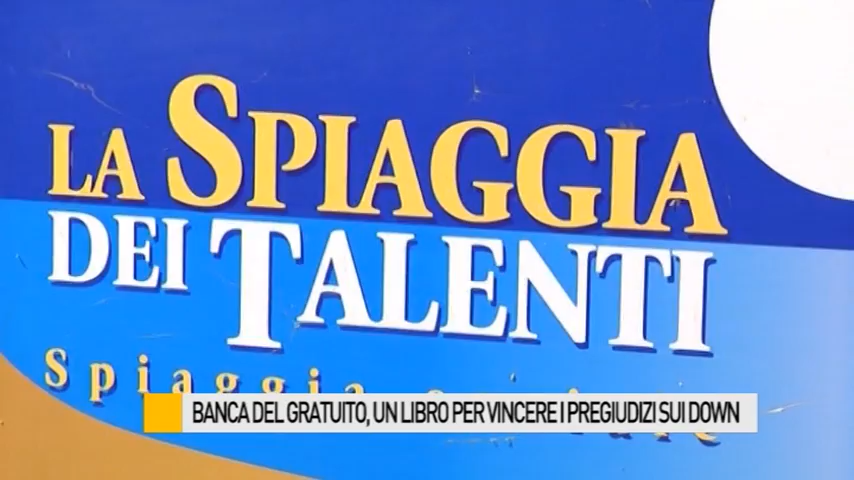 LA SPIAGGIA
DEI TALENTI
Spiaggia
BANCA DEL GRATUITO, UN LIBRO PER VINCERE I PREGIUDIZI SUI DOWN